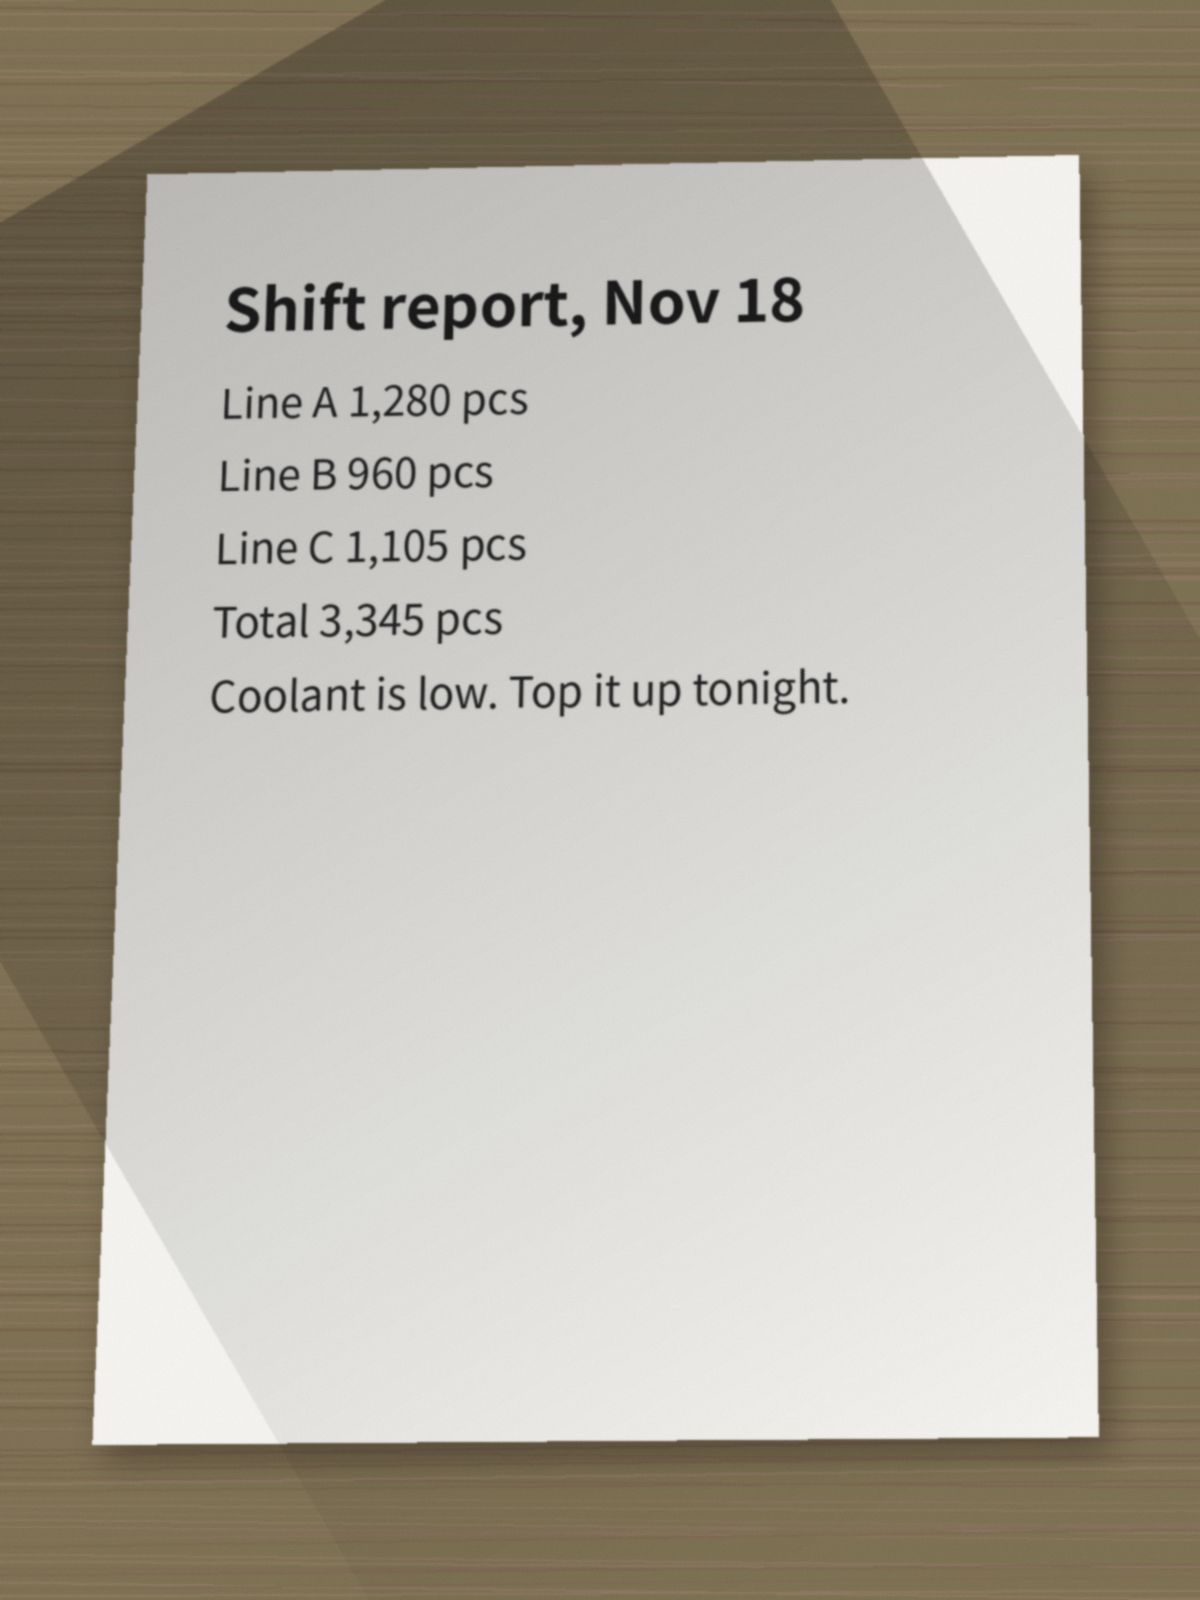 Shift report, Nov 18
Line A 1,280 pcs
Line B 960 pcs
Line C 1,105 pcs
Total 3,345 pcs
Coolant is low. Top it up tonight.